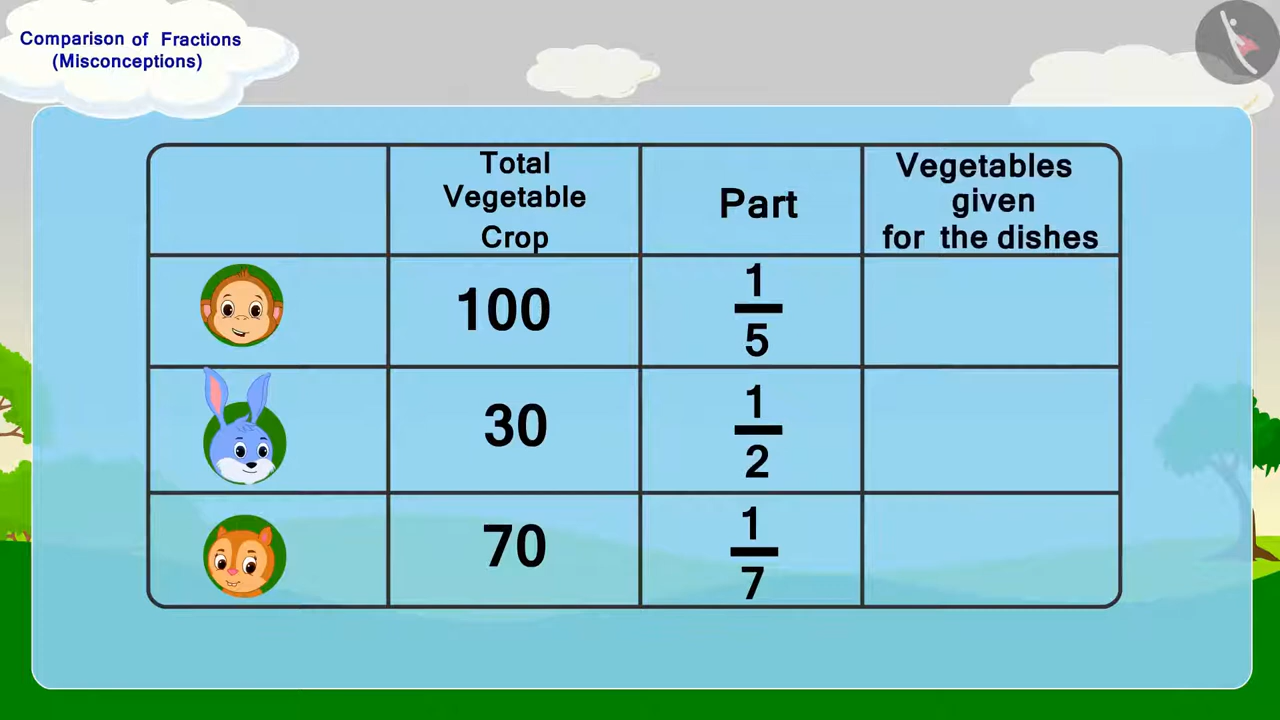 Comparison of Fractions
(Misconceptions)
Total
Vegetable
Crop
Part
Vegetables
given
for the dishes
100
1
5
30
1
2
70
1
7